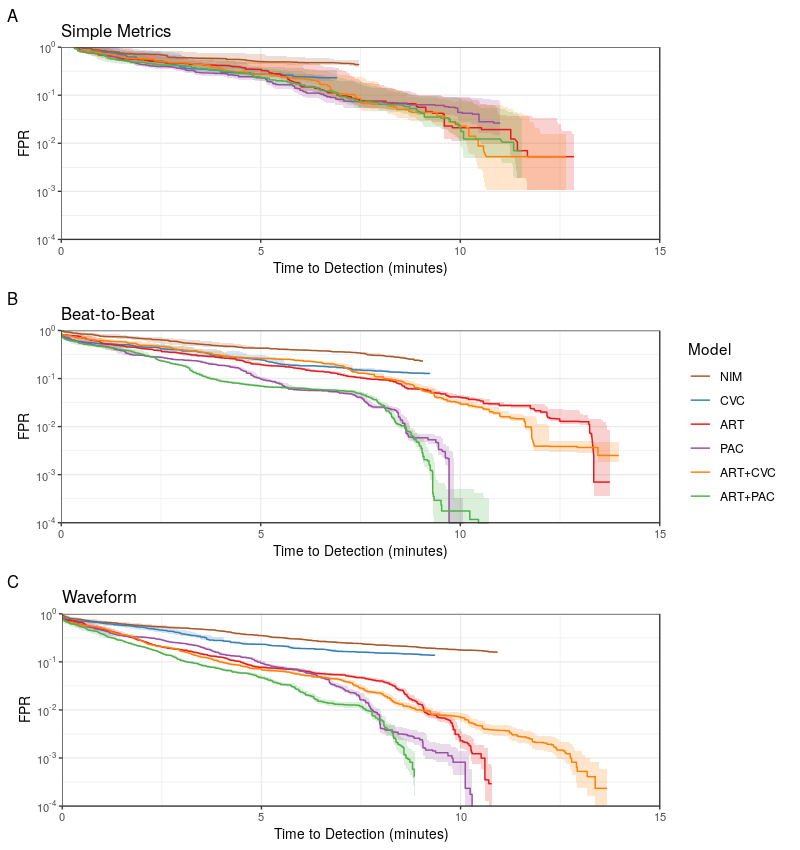 A
Simple Metrics
10^0
10^-1
10^-2
10^-3
10^-4
FPR
0 5 10 15
Time to Detection (minutes)
B
Beat-to-Beat
10^0
10^-1
10^-2
10^-3
10^-4
FPR
0 5 10 15
Time to Detection (minutes)
Model
NIM
CVC
ART
PAC
ART+CVC
ART+PAC
C
Waveform
10^0
10^-1
10^-2
10^-3
10^-4
FPR
0 5 10 15
Time to Detection (minutes)